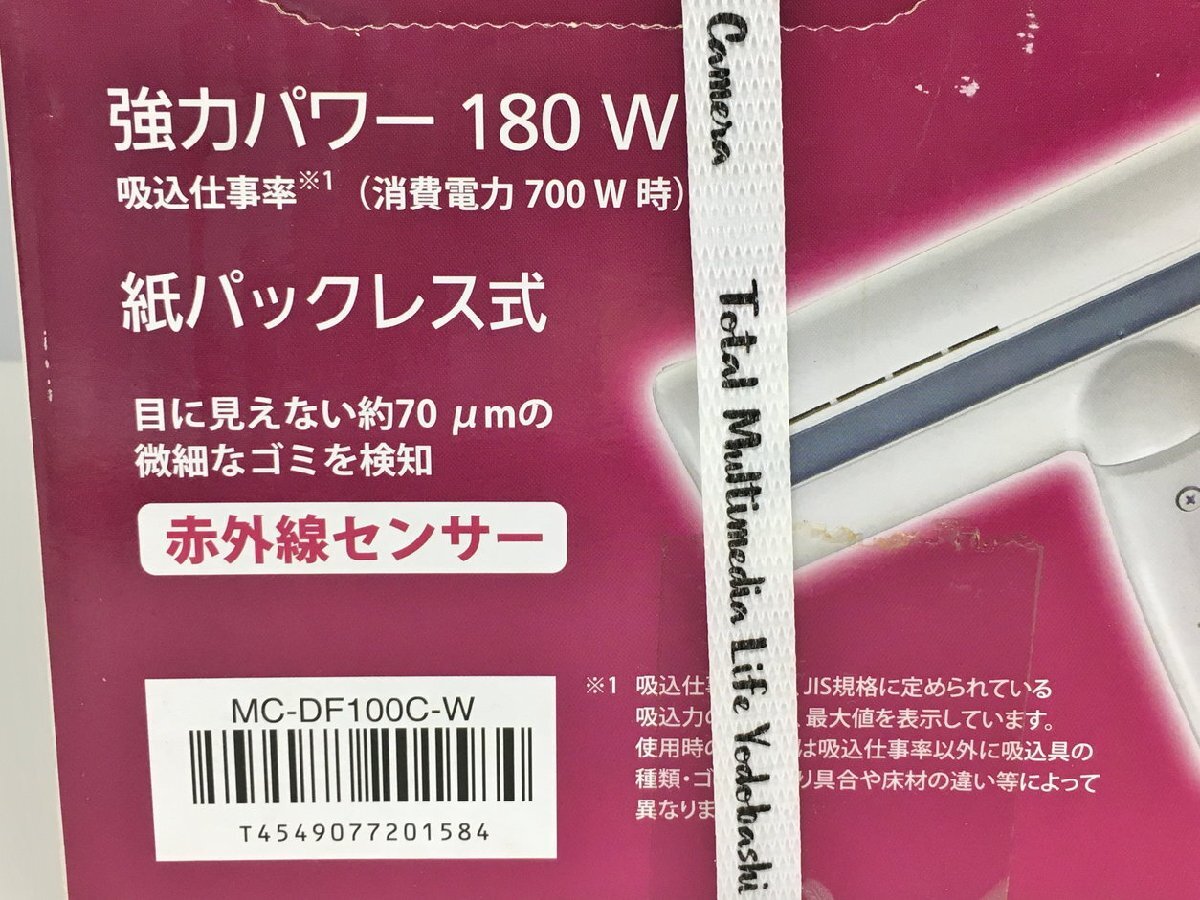 強力パワー 180 W
吸込仕事率※1 (消費電力 700 W 時)
紙パックレス式
目に見えない約70 μmの
微細なゴミを検知
赤外線センサー
MC-DF100C-W
T4549077201584
※1 吸込仕 JIS規格に定められている
吸込力の 最大値を表示しています。
使用時の は吸込仕事率以外に吸込具の
種類・ゴ り具合や床材の違い等によって
異なりま
Camera
Total Multimedia Life Yodobashi